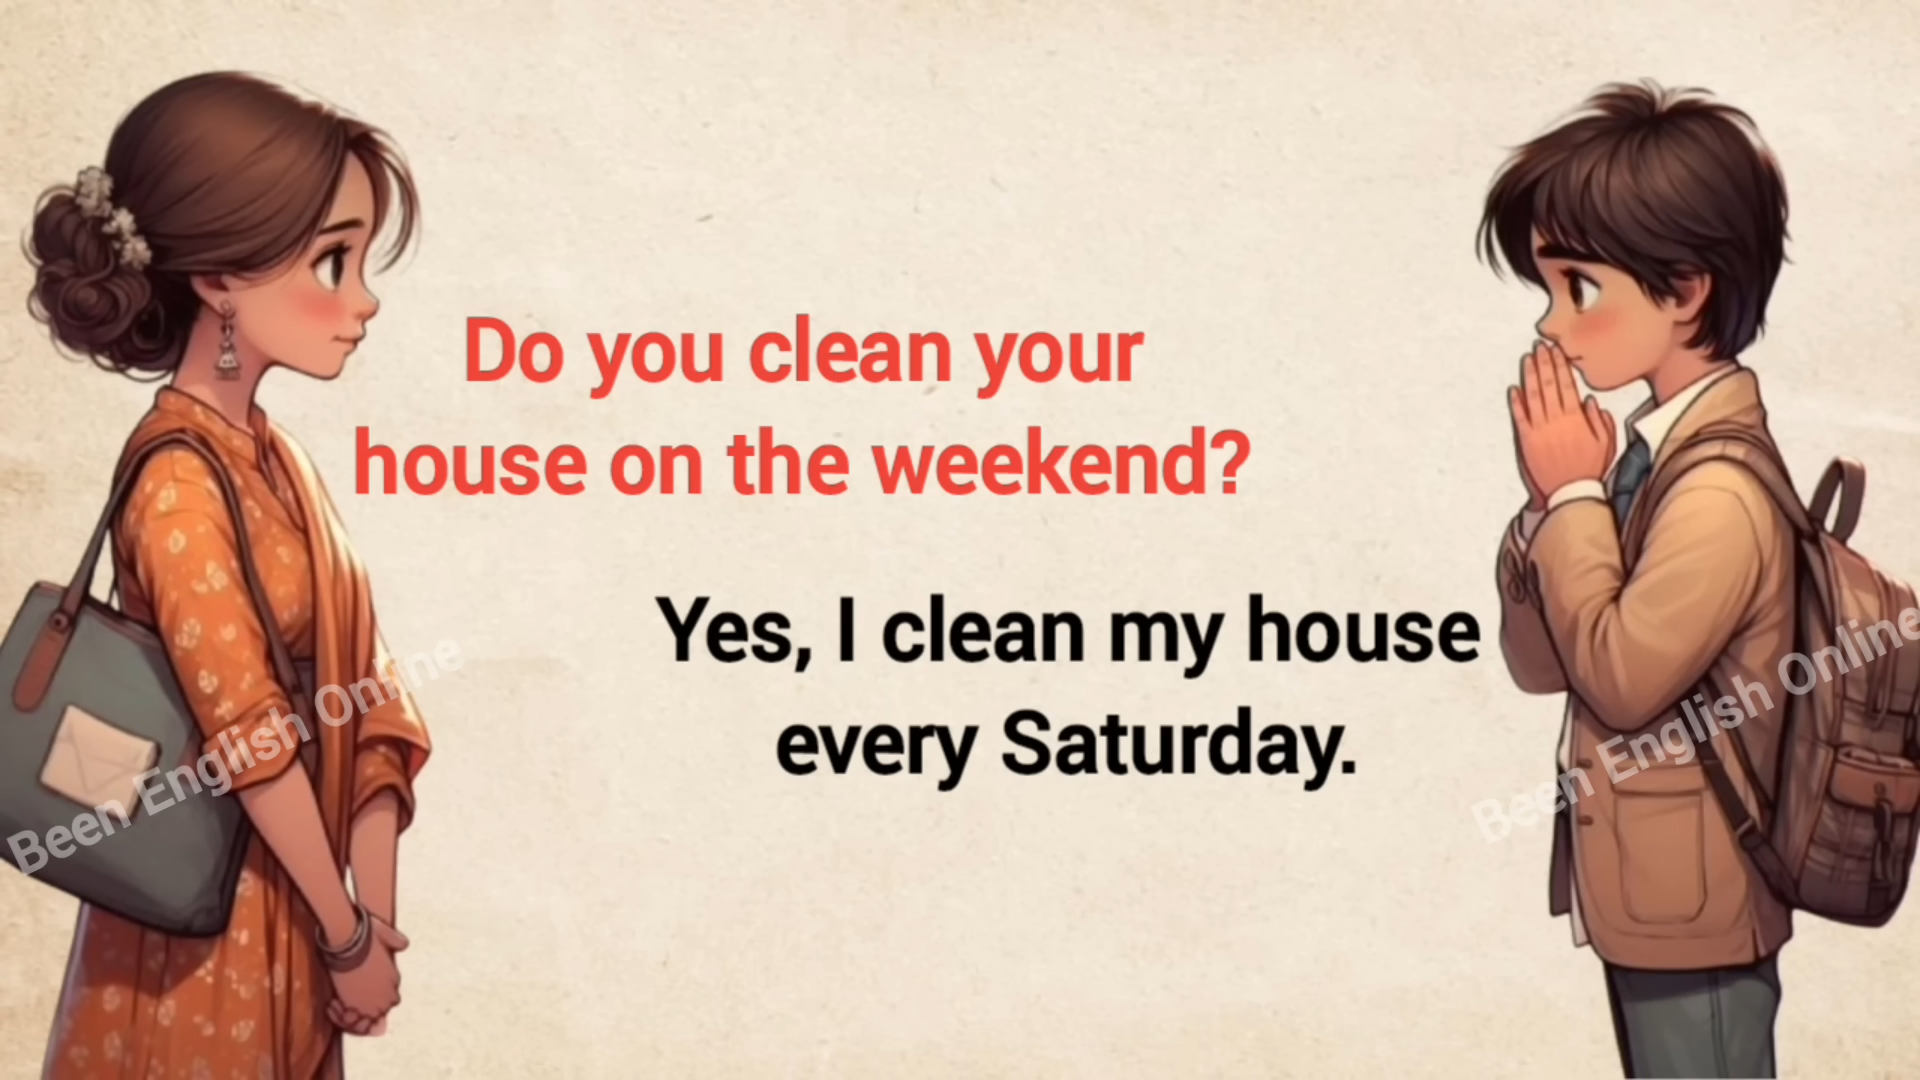 Do you clean your
house on the weekend?
Yes, I clean my house
every Saturday.
Been English Online
Been English Online